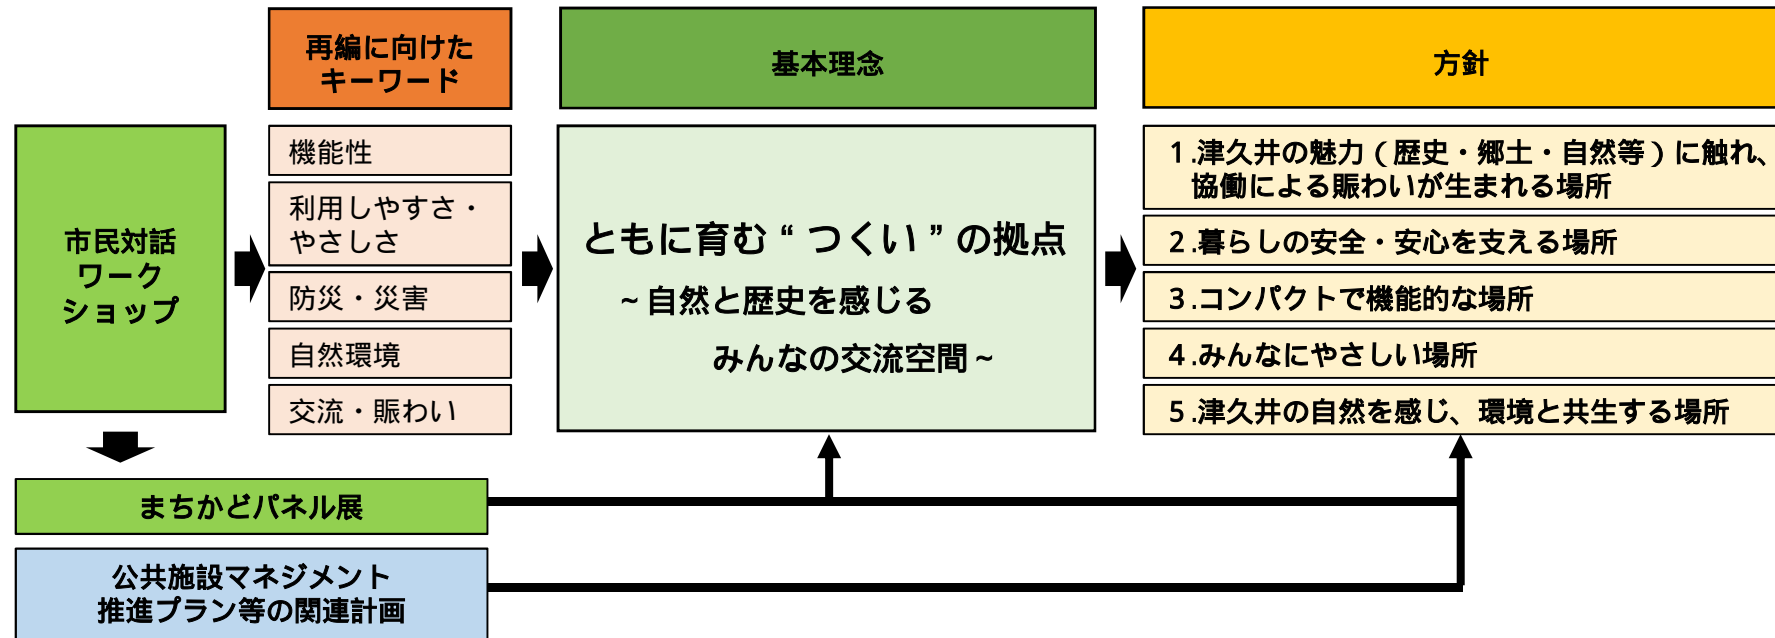 再編に向けた
キーワード
基本理念
方針
市民対話
ワーク
ショップ
機能性
利用しやすさ・
やさしさ
防災・災害
自然環境
交流・賑わい
ともに育む“つくい”の拠点
~自然と歴史を感じる
みんなの交流空間~
1.津久井の魅力(歴史・郷土・自然等)に触れ、
協働による賑わいが生まれる場所
2.暮らしの安全・安心を支える場所
3.コンパクトで機能的な場所
4.みんなにやさしい場所
5.津久井の自然を感じ、環境と共生する場所
まちかどパネル展
公共施設マネジメント
推進プラン等の関連計画